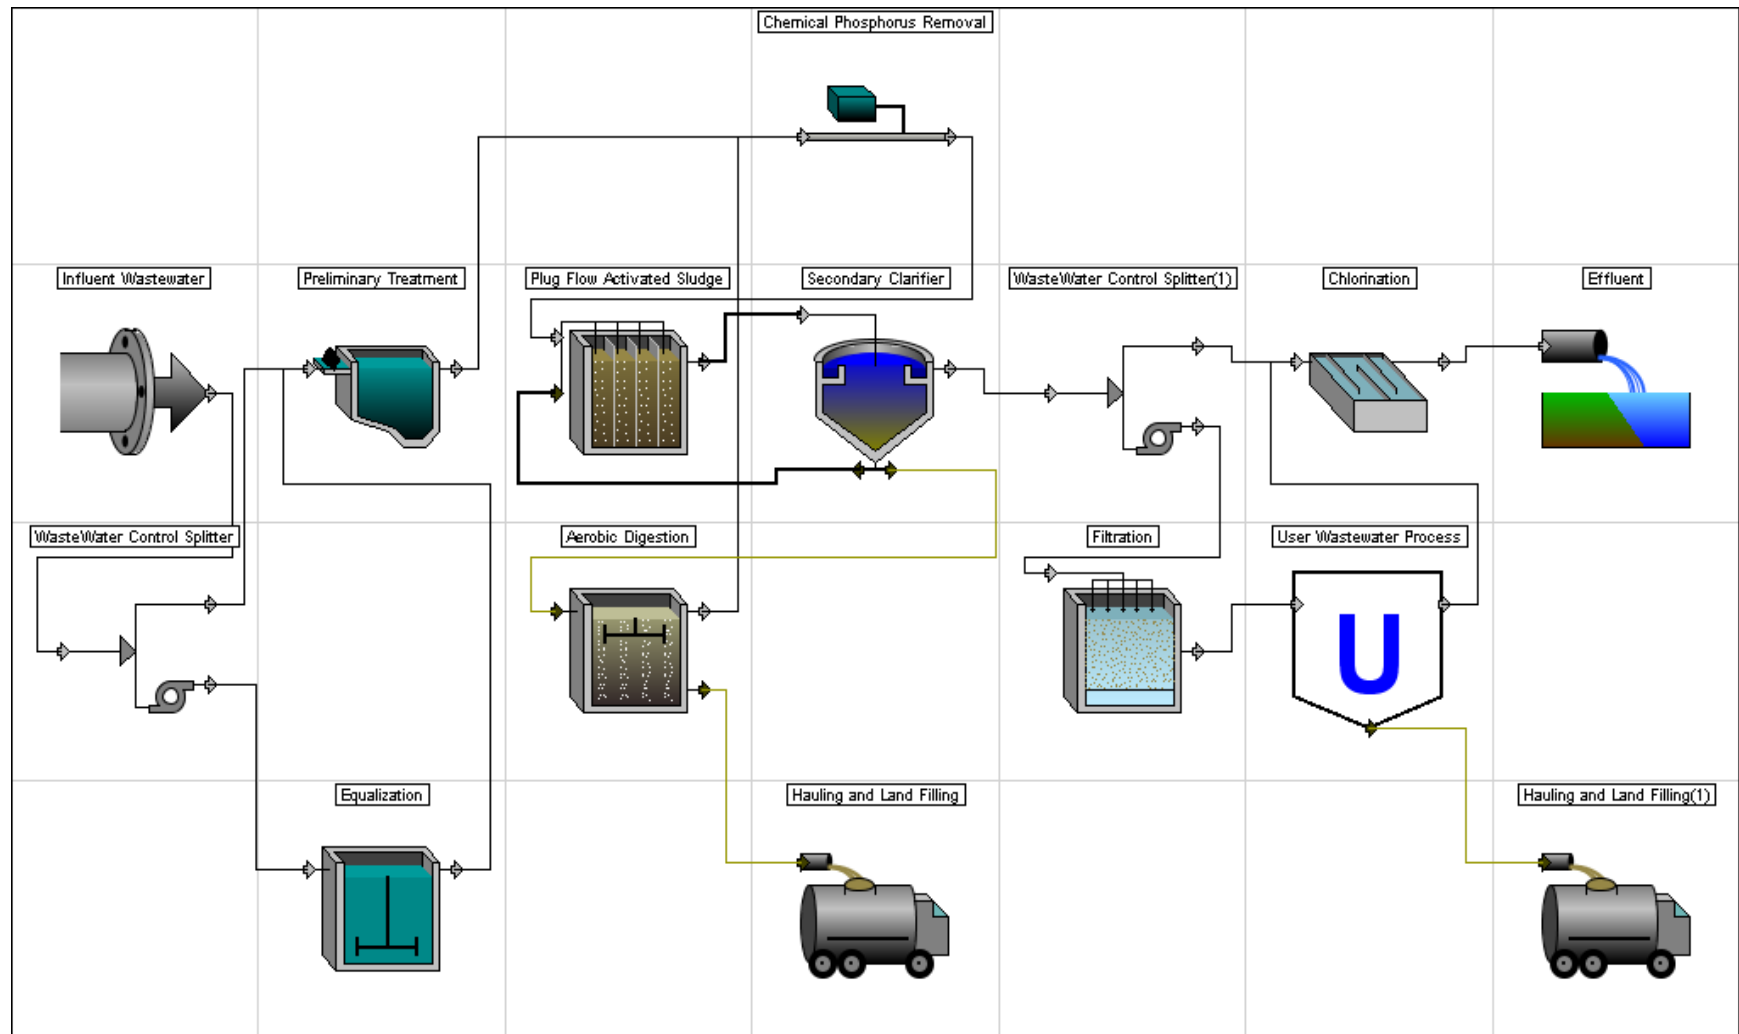 Chemical Phosphorus Removal
Influent Wastewater
Preliminary Treatment
Plug Flow Activated Sludge
Secondary Clarifier
WasteWater Control Splitter(1)
Chlorination
Effluent
WasteWater Control Splitter
Aerobic Digestion
Filtration
User Wastewater Process
U
Equalization
Hauling and Land Filling
Hauling and Land Filling(1)